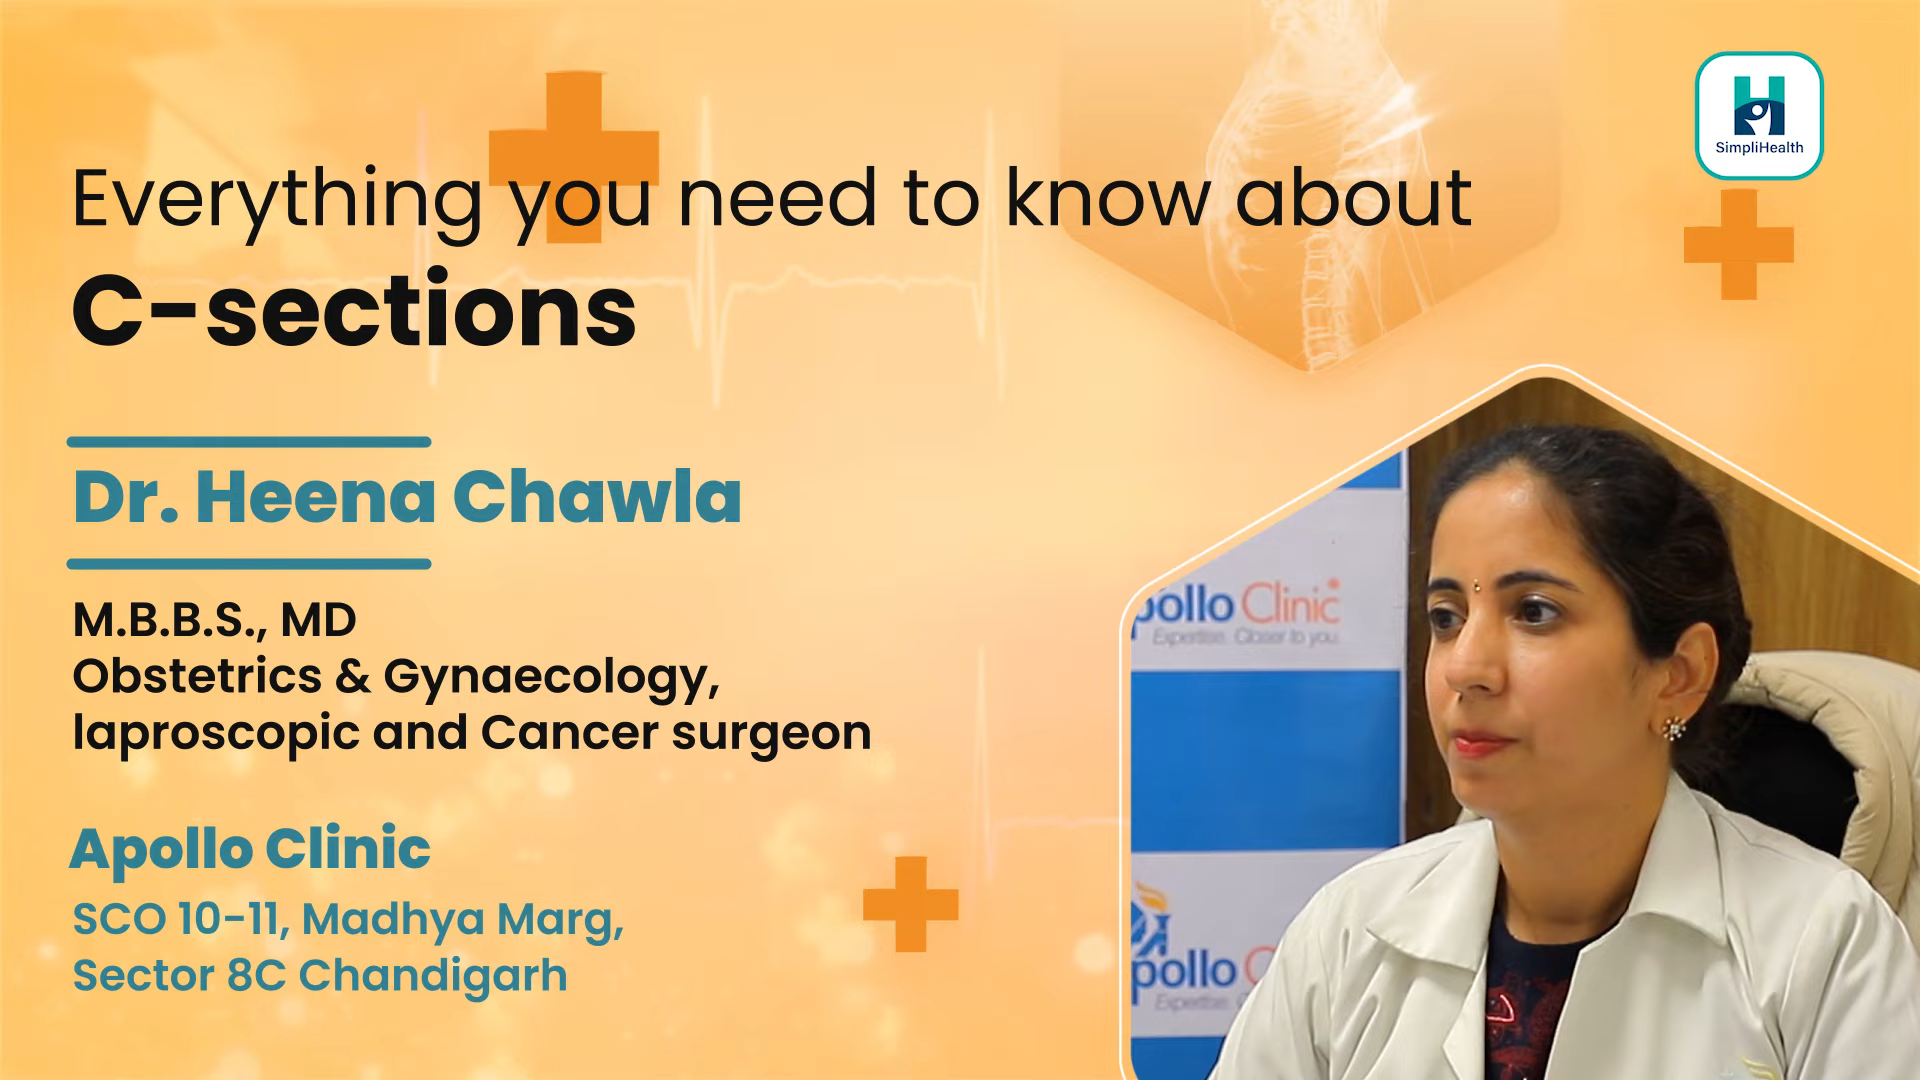 SimpliHealth
Everything you need to know about
C-sections
Dr. Heena Chawla
M.B.B.S., MD
Obstetrics & Gynaecology,
laproscopic and Cancer surgeon
Apollo Clinic
SCO 10-11, Madhya Marg,
Sector 8C Chandigarh
pollo Clinic
Expertise. Closer to you.
pollo C
Expertise. C